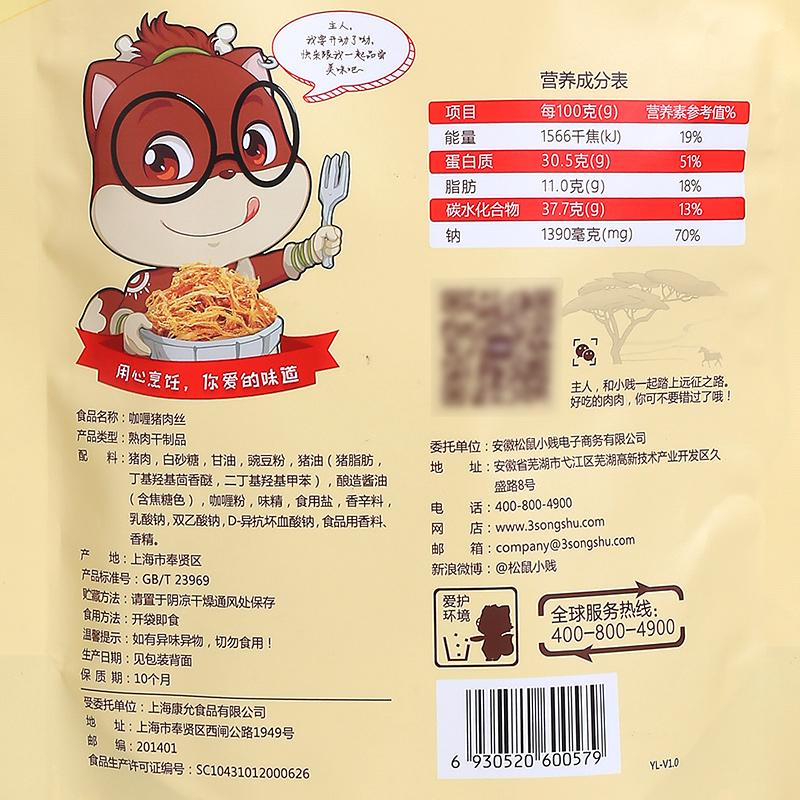 主人,
我要开动了呦,
快来跟我一起品尝
美味吧~
用心烹饪，你爱的味道
食品名称：咖喱猪肉丝
产品类型：熟肉干制品
配 料：猪肉，白砂糖，甘油，豌豆粉，猪油（猪脂肪，
丁基羟基茴香醚，二丁基羟基甲苯），酿造酱油
（含焦糖色），咖喱粉，味精，食用盐，香辛料，
乳酸钠，双乙酸钠，D-异抗坏血酸钠，食品用香料、
香精。
产 地：上海市奉贤区
产品标准号：GB/T 23969
贮藏方法：请置于阴凉干燥通风处保存
食用方法：开袋即食
温馨提示：如有异味异物，切勿食用！
生产日期：见包装背面
保 质 期：10个月
受委托单位：上海康允食品有限公司
地 址：上海市奉贤区西闸公路1949号
邮 编：201401
食品生产许可证编号：SC10431012000626
营养成分表
项目 每100克(g) 营养素参考值%
能量 1566千焦(kJ) 19%
蛋白质 30.5克(g) 51%
脂肪 11.0克(g) 18%
碳水化合物 37.7克(g) 13%
钠 1390毫克(mg) 70%
主人，和小贱一起踏上远征之路。
好吃的肉肉，你可不要错过了哦！
委托单位：安徽松鼠小贱电子商务有限公司
地 址：安徽省芜湖市弋江区芜湖高新技术产业开发区久
盛路8号
电 话：400-800-4900
网 店：www.3songshu.com
邮 箱：company@3songshu.com
新浪微博：@松鼠小贱
爱护
环境
全球服务热线：
400-800-4900
6 930520 600579
YL-V1.0